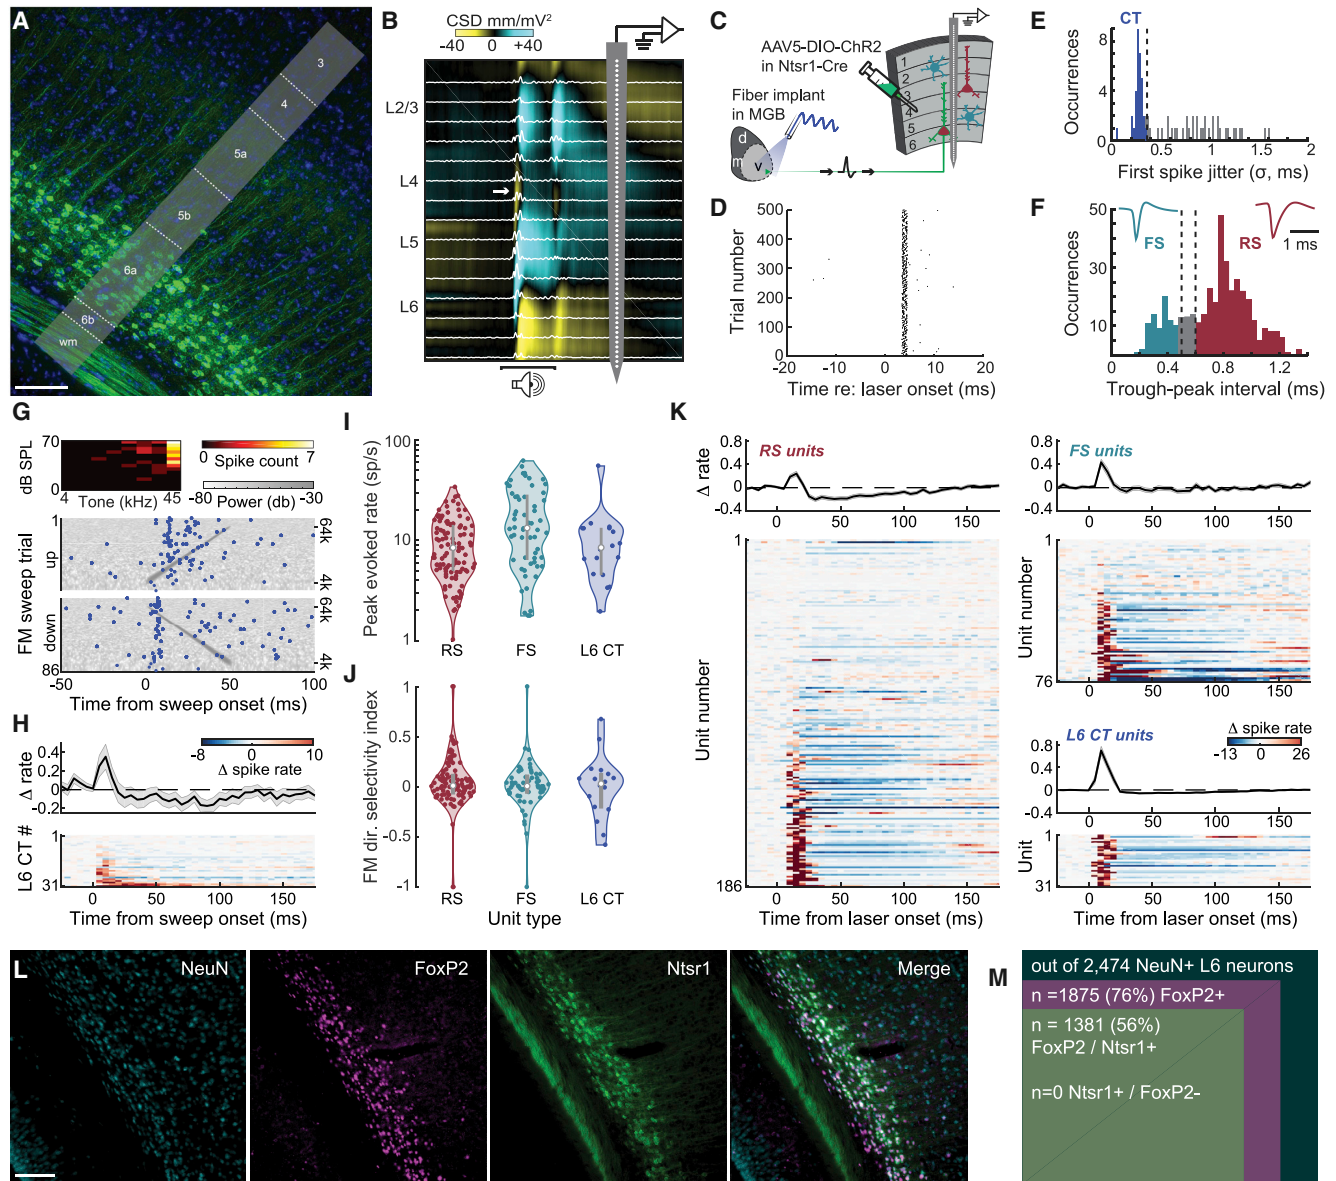 A
3
4
5a
5b
6a
6b
wm
B
CSD mm/mV²
-40 0 +40
L2/3
L4
L5
L6
C
AAV5-DIO-ChR2
in Ntsr1-Cre
Fiber implant
in MGB
d
m
v
1
2
3
4
5
6
D
Trial number
500
400
300
200
100
0
-20 -10 0 10 20
Time re: laser onset (ms)
E
CT
Occurrences
8
4
0
0 0.5 1 1.5 2
First spike jitter (σ, ms)
F
FS
RS
1 ms
Occurrences
50
30
10
0 0.4 0.8 1.2
Trough-peak interval (ms)
G
dB SPL
70
0
4 Tone (kHz) 45
0 Spike count 7
-80 Power (db) -30
FM sweep trial
up
down
1
86
64k
4k
64k
4k
-50 0 50 100
Time from sweep onset (ms)
H
Δ rate
0.4
0.2
0
-0.2
-8 0 10
Δ spike rate
L6 CT #
1
31
0 50 100 150
Time from sweep onset (ms)
I
Peak evoked rate (sp/s)
100
10
1
RS FS L6 CT
J
FM dir. selectivity index
1
0.5
0
-0.5
-1
RS FS L6 CT
Unit type
K
RS units
Δ rate
0.8
0.4
0
-0.4
Unit number
1
186
0 50 100 150
Time from laser onset (ms)
FS units
0.8
0.4
0
-0.4
Unit number
1
76
0 50 100 150
L6 CT units
Δ spike rate
-13 0 26
0.8
0.4
0
-0.4
Unit
1
31
0 50 100 150
Time from laser onset (ms)
L
NeuN
FoxP2
Ntsr1
Merge
M
out of 2,474 NeuN+ L6 neurons
n =1875 (76%) FoxP2+
n = 1381 (56%)
FoxP2 / Ntsr1+
n=0 Ntsr1+ / FoxP2-